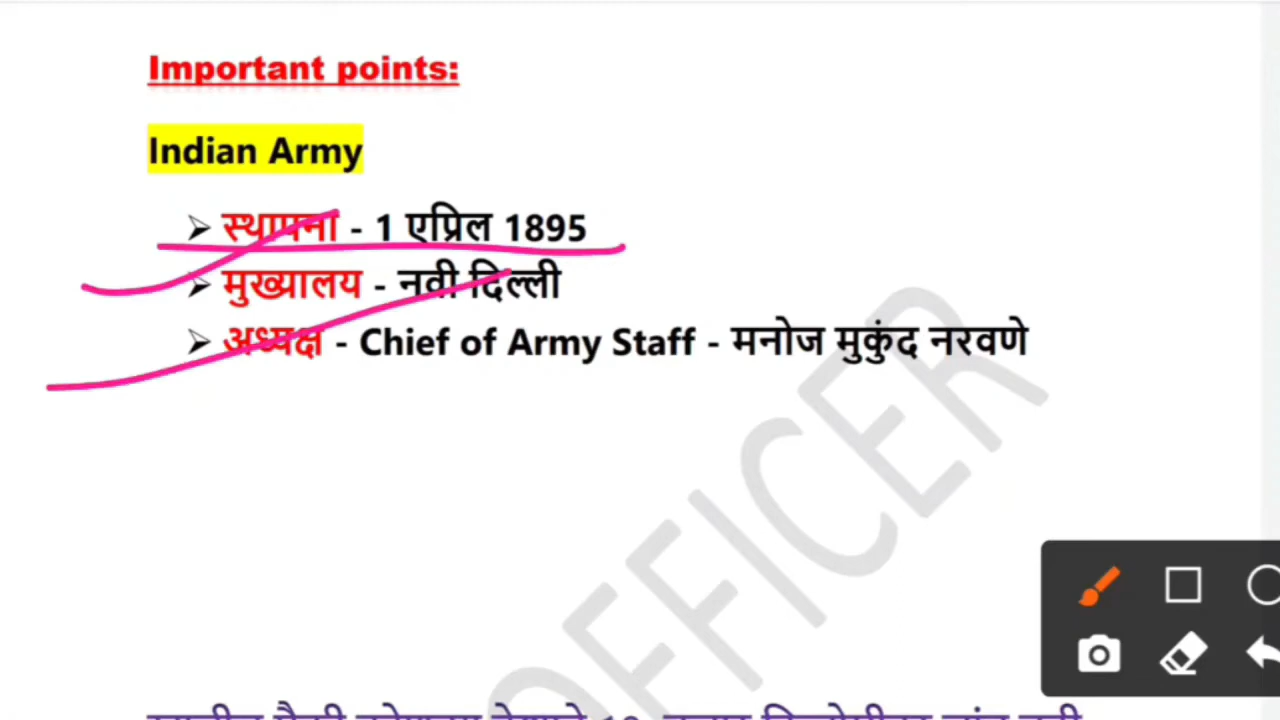 Important points:
Indian Army
➢ स्थापना - 1 एप्रिल 1895
➢ मुख्यालय - नवी दिल्ली
➢ अध्यक्ष - Chief of Army Staff - मनोज मुकुंद नरवणे
OFFICER